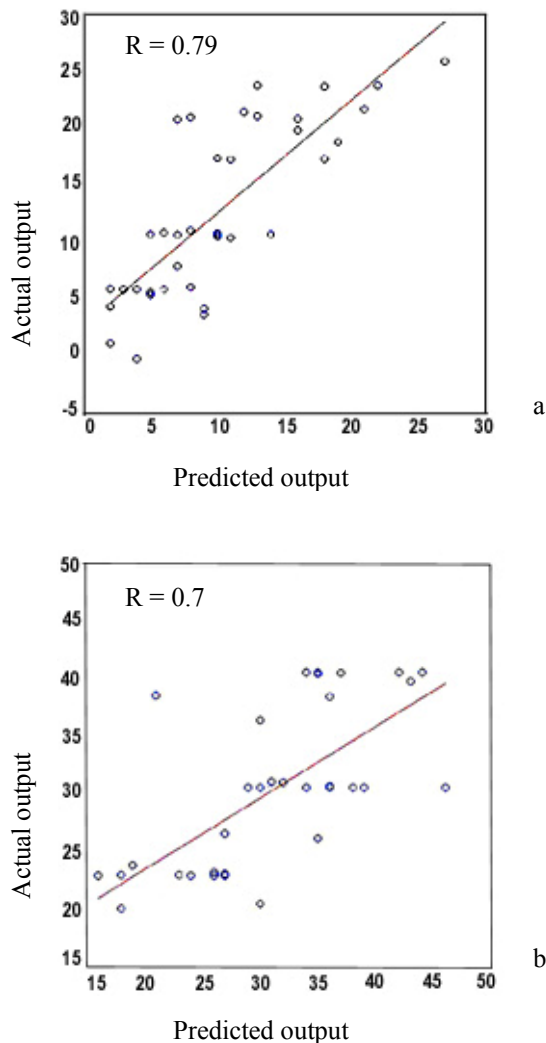 30
R = 0.79
25
20
15
10
5
0
-5
Actual output
0 5 10 15 20 25 30
Predicted output
a
50
R = 0.7
45
40
35
30
25
20
15
Actual output
15 20 25 30 35 40 45 50
Predicted output
b